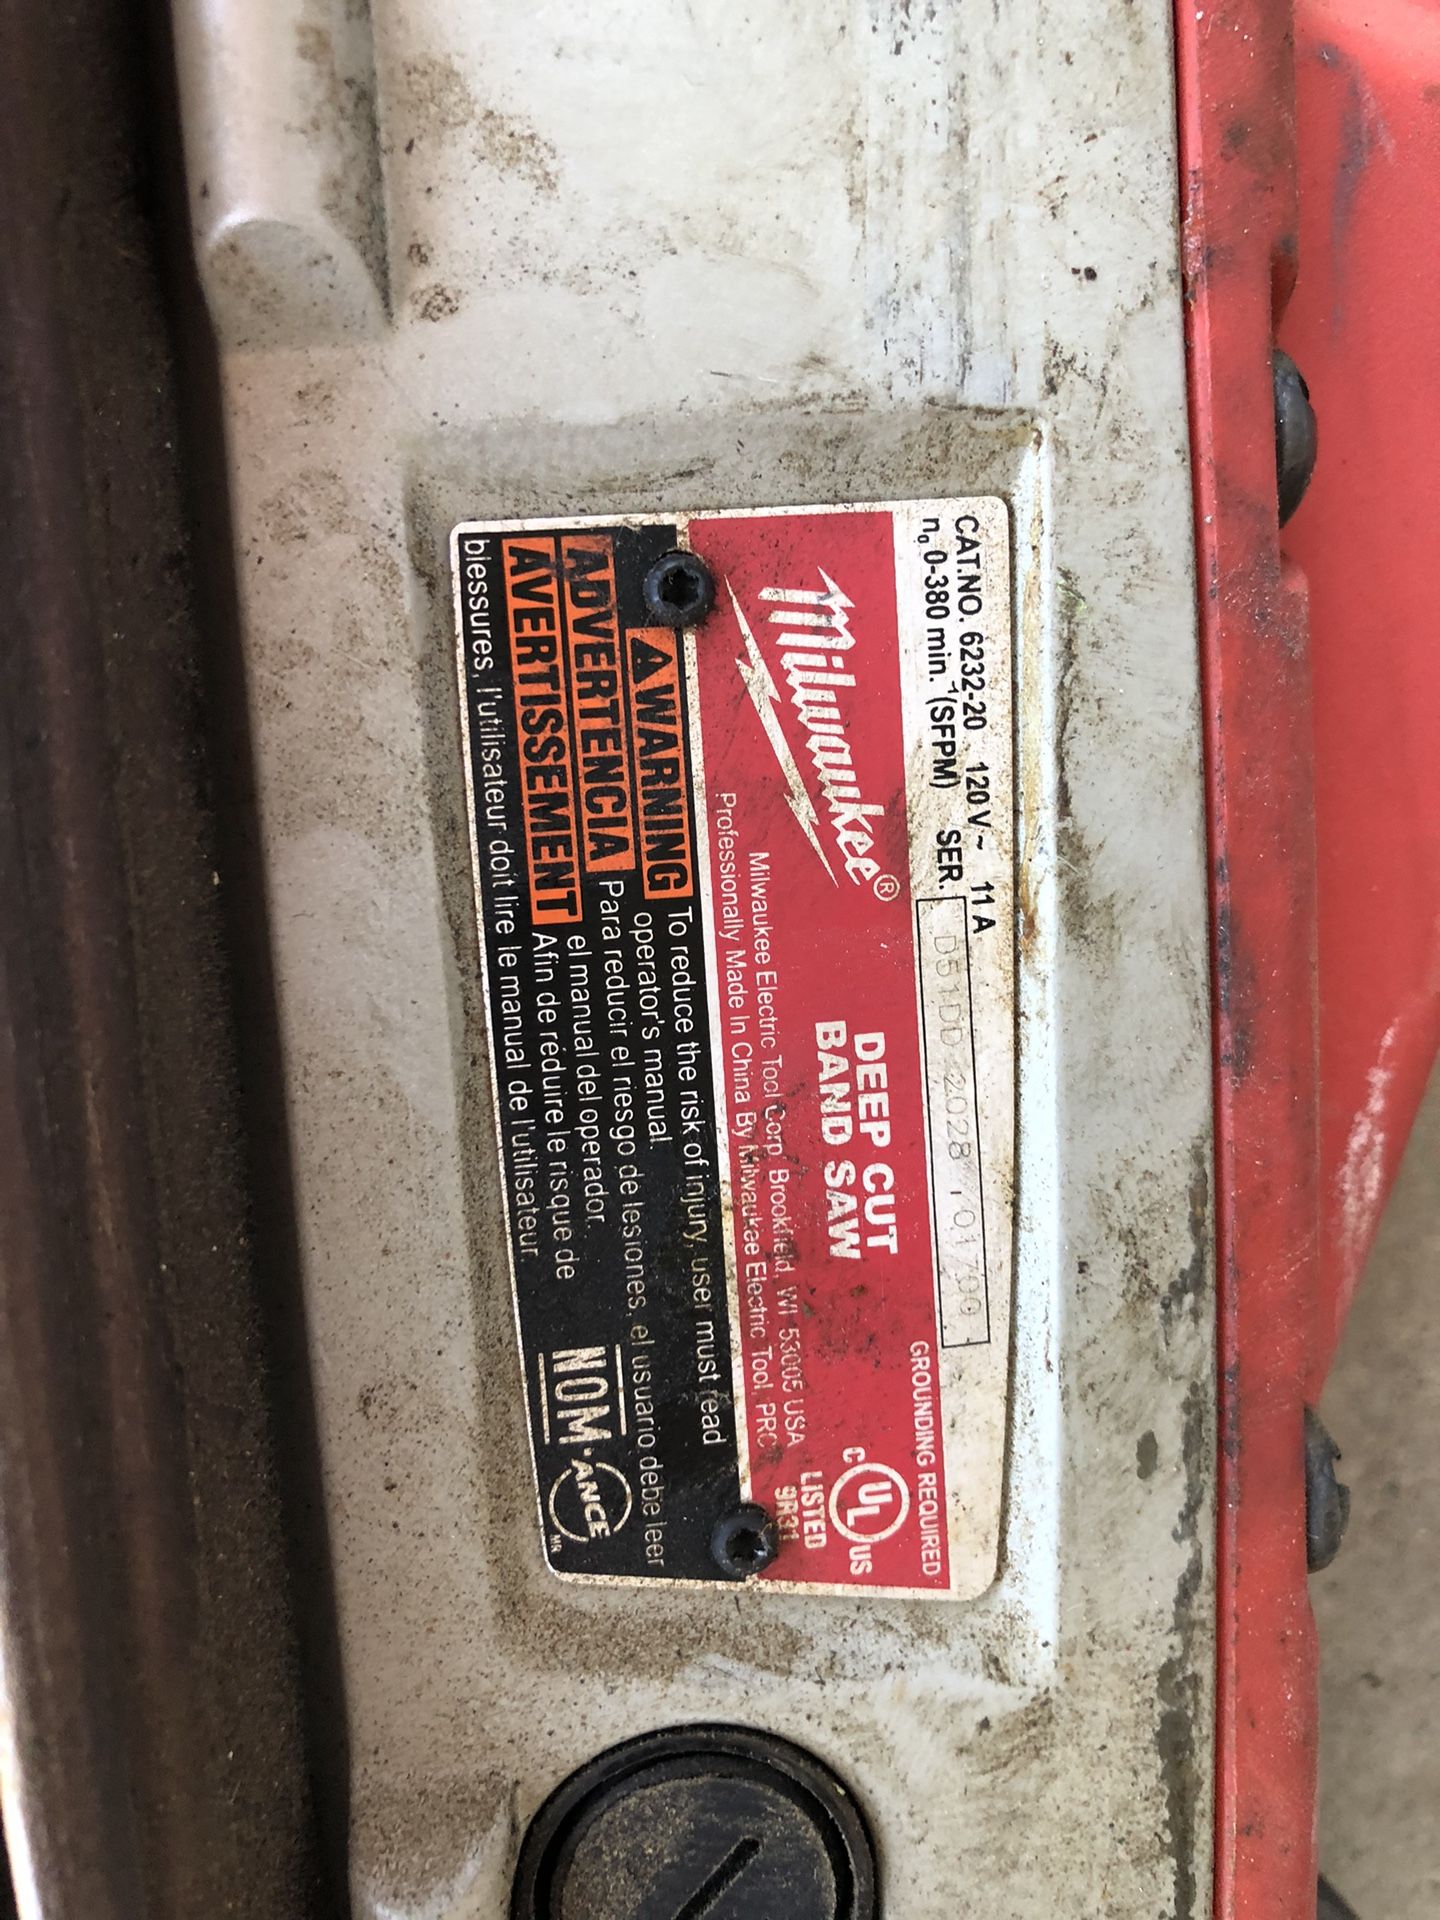 CAT.NO. 6232-20 120V~ 11 A
n₀ 0-380 min.⁻¹(SFPM) SER.
GROUNDING REQUIRED
Milwaukee®
DEEP CUT
BAND SAW
C UL US
LISTED
9R31
Milwaukee Electric Tool Corp. Brookfield, WI 53005 USA
Professionally Made In China By Milwaukee Electric Tool, PRC
WARNING To reduce the risk of injury, user must read
operator's manual.
ADVERTENCIA Para reducir el riesgo de lesiones, el usuario debe leer
el manual del operador.
AVERTISSEMENT Afin de réduire le risque de
blessures, l'utilisateur doit lire le manual de l'utilisateur.
NOM
ANCE
MR